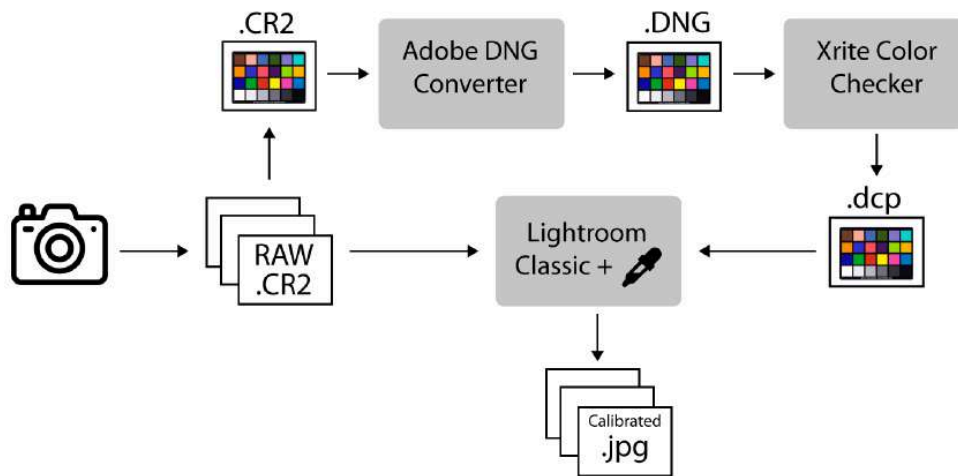 .CR2
Adobe DNG
Converter
.DNG
Xrite Color
Checker
RAW
.CR2
Lightroom
Classic +
.dcp
Calibrated
.jpg